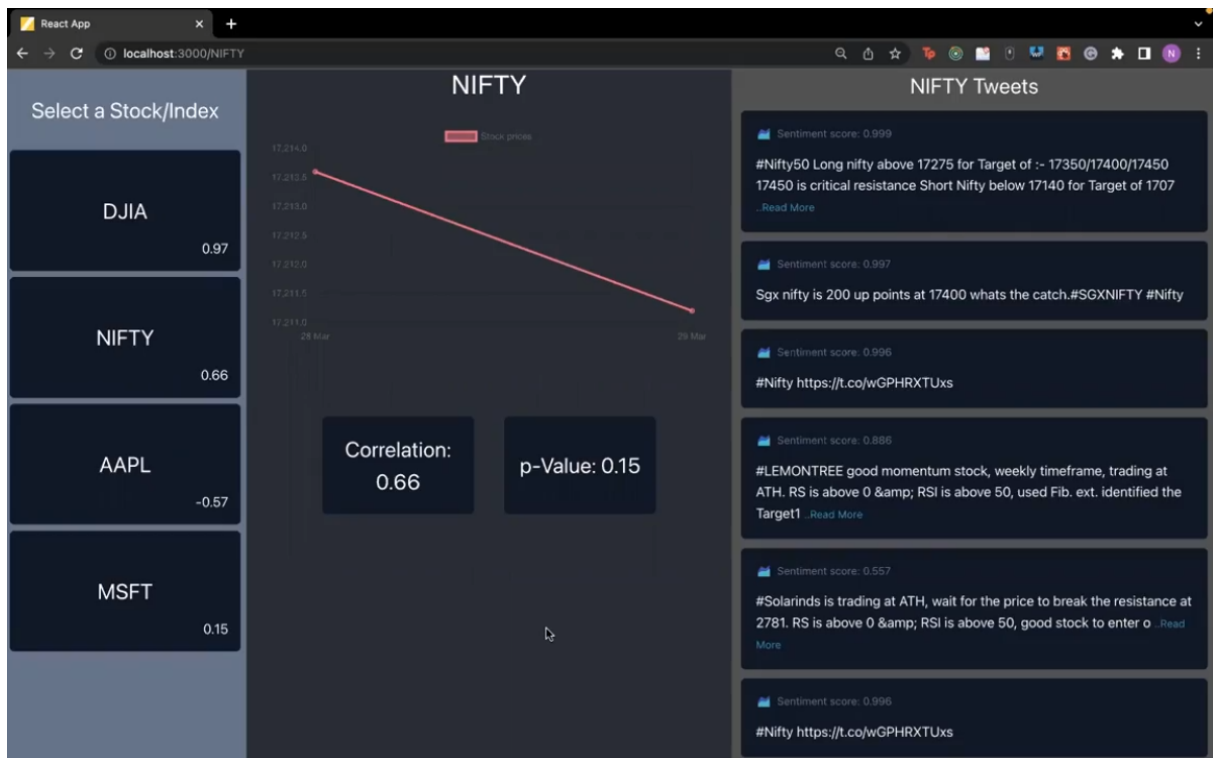 React App
localhost:3000/NIFTY
N
Select a Stock/Index
DJIA
0.97
NIFTY
0.66
AAPL
-0.57
MSFT
0.15
NIFTY
Stock prices
17,214.0
17,213.5
17,213.0
17,212.5
17,212.0
17,211.5
17,211.0
28 Mar
29 Mar
Correlation:
0.66
p-Value: 0.15
NIFTY Tweets
Sentiment score: 0.999
#Nifty50 Long nifty above 17275 for Target of :- 17350/17400/17450
17450 is critical resistance Short Nifty below 17140 for Target of 1707
..Read More
Sentiment score: 0.997
Sgx nifty is 200 up points at 17400 whats the catch.#SGXNIFTY #Nifty
Sentiment score: 0.996
#Nifty https://t.co/wGPHRXTUxs
Sentiment score: 0.886
#LEMONTREE good momentum stock, weekly timeframe, trading at
ATH. RS is above 0 &amp; RSI is above 50, used Fib. ext. identified the
Target1 ..Read More
Sentiment score: 0.557
#Solarinds is trading at ATH, wait for the price to break the resistance at
2781. RS is above 0 &amp; RSI is above 50, good stock to enter o ..Read
More
Sentiment score: 0.996
#Nifty https://t.co/wGPHRXTUxs